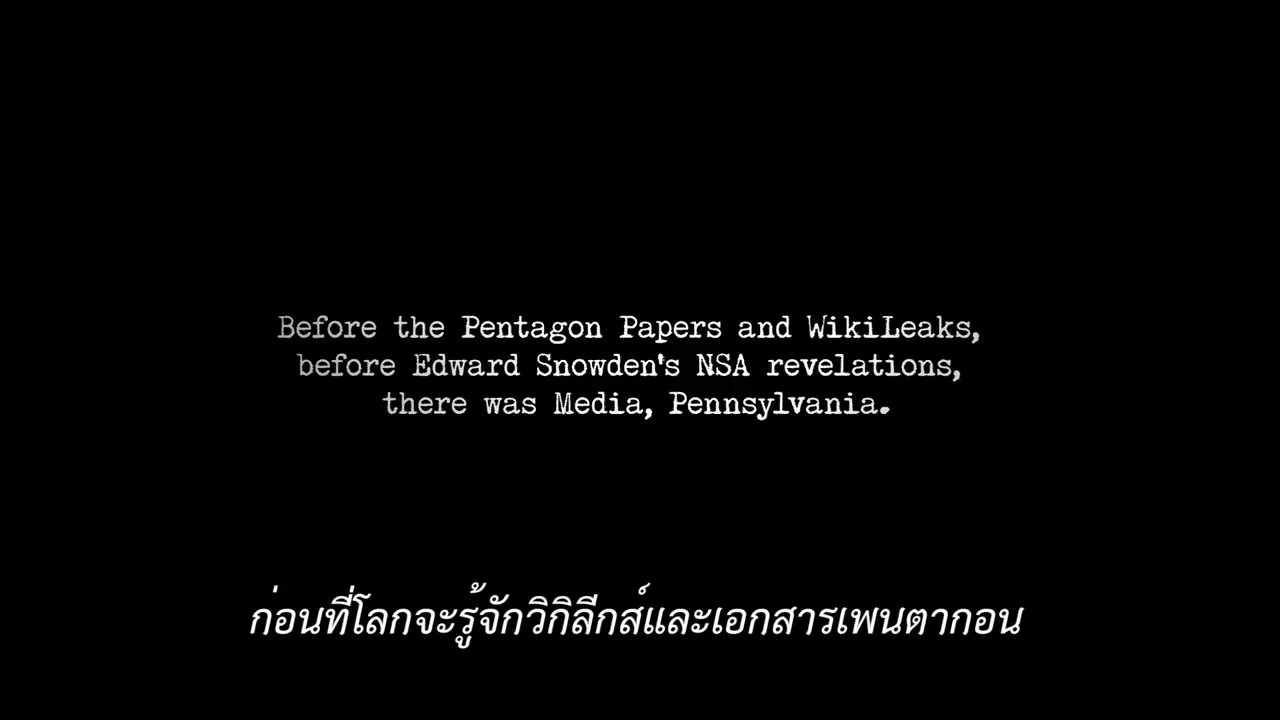 Before the Pentagon Papers and WikiLeaks,
before Edward Snowden's NSA revelations,
there was Media, Pennsylvania.
ก่อนที่โลกจะรู้จักวิกิลีกส์และเอกสารเพนตากอน